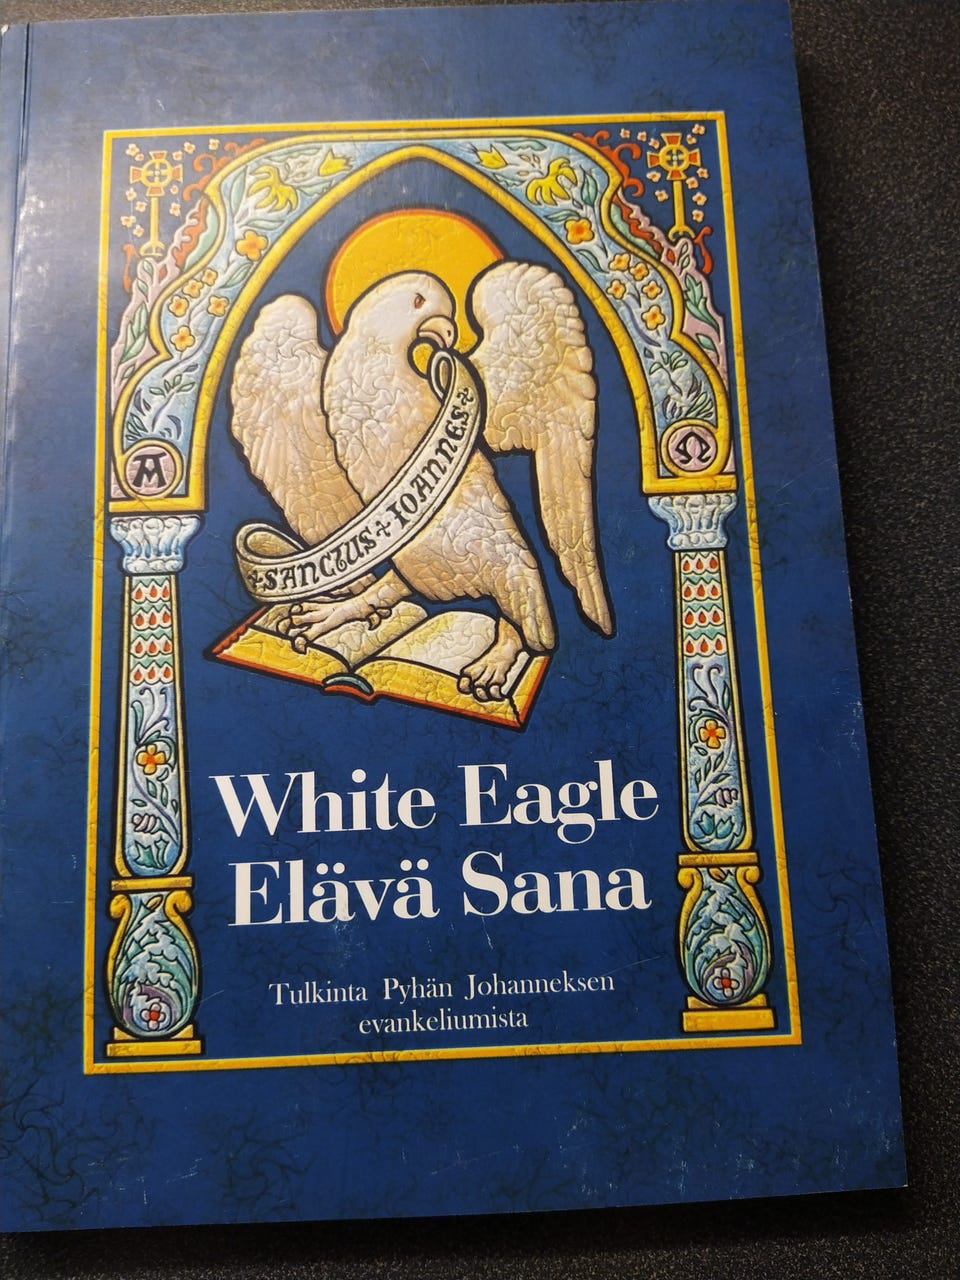 A
Ω
SANCTUS IOANNES
White Eagle
Elävä Sana
Tulkinta Pyhän Johanneksen
evankeliumista